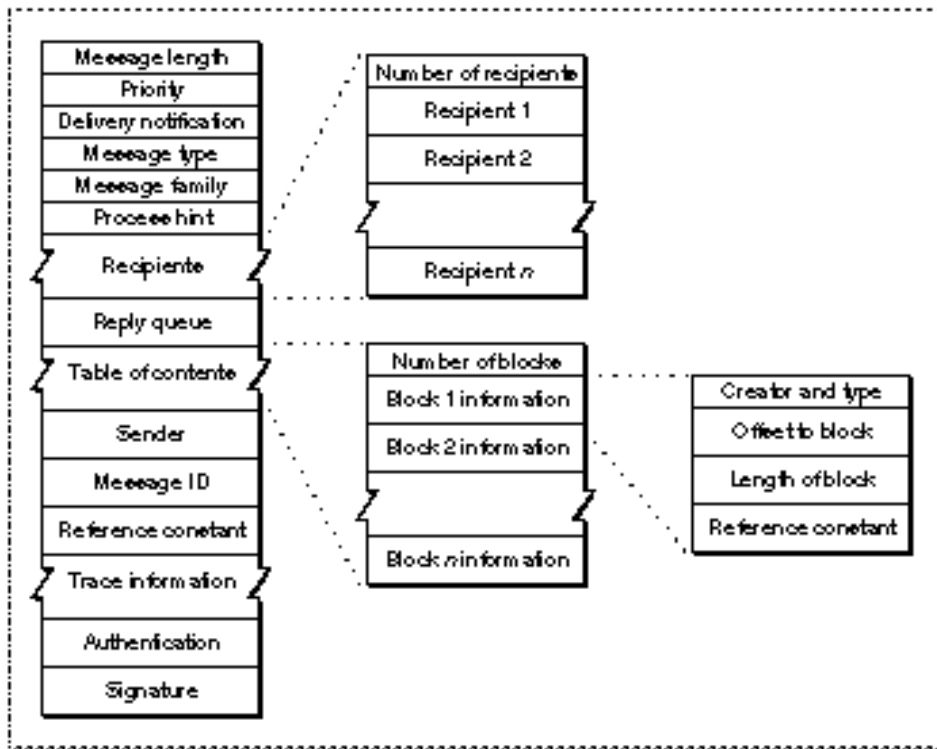 Message length
Priority
Delivery notification
Message type
Message family
Process hint
Recipients
Reply queue
Table of contents
Sender
Message ID
Reference constant
Trace information
Authentication
Signature
Number of recipients
Recipient 1
Recipient 2
Recipient n
Number of blocks
Block 1 information
Block 2 information
Block n information
Creator and type
Offset to block
Length of block
Reference constant